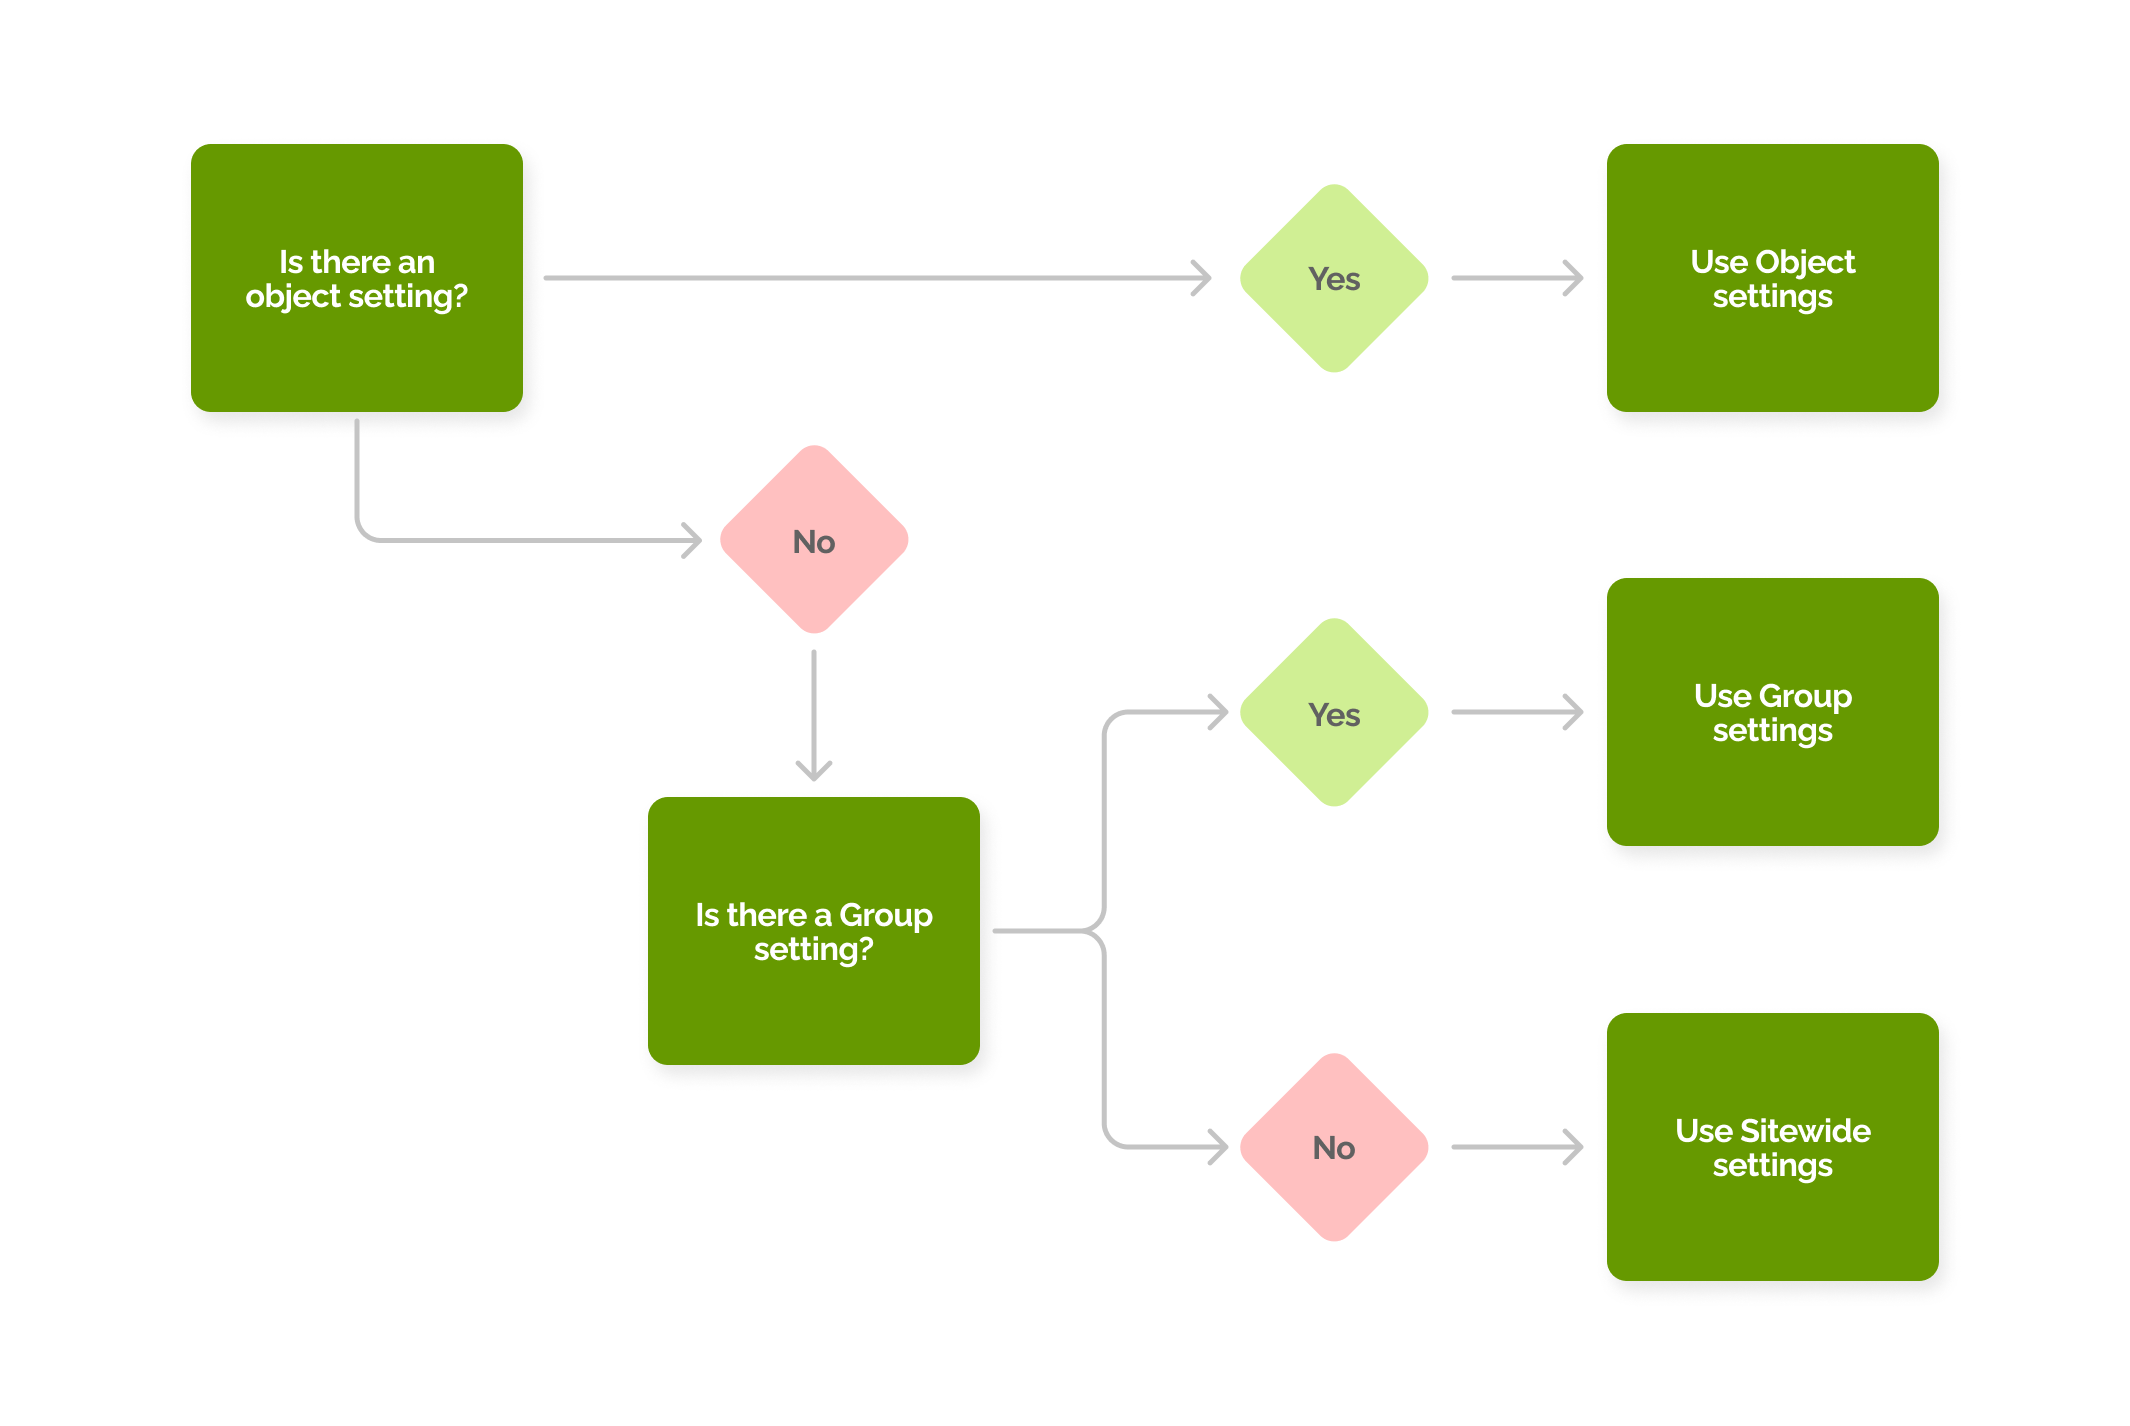 Is there an
object setting?
Yes
Use Object
settings
No
Is there a Group
setting?
Yes
Use Group
settings
No
Use Sitewide
settings